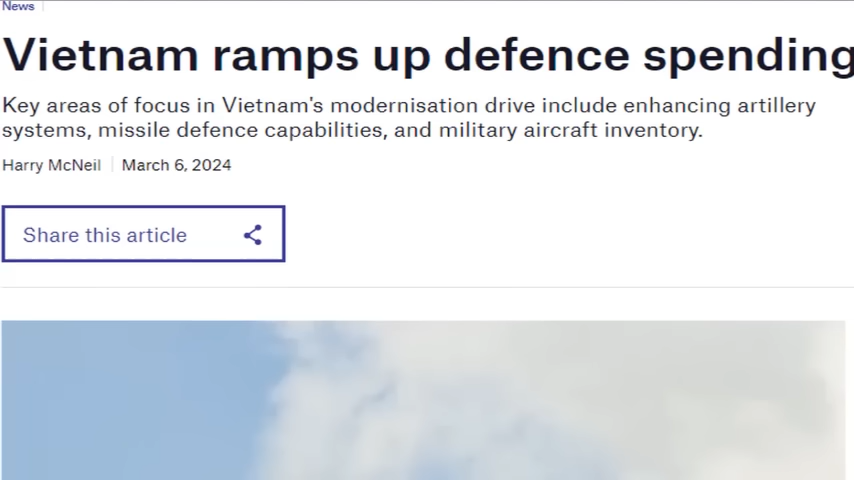 News
Vietnam ramps up defence spending
Key areas of focus in Vietnam's modernisation drive include enhancing artillery
systems, missile defence capabilities, and military aircraft inventory.
Harry McNeil | March 6, 2024
Share this article